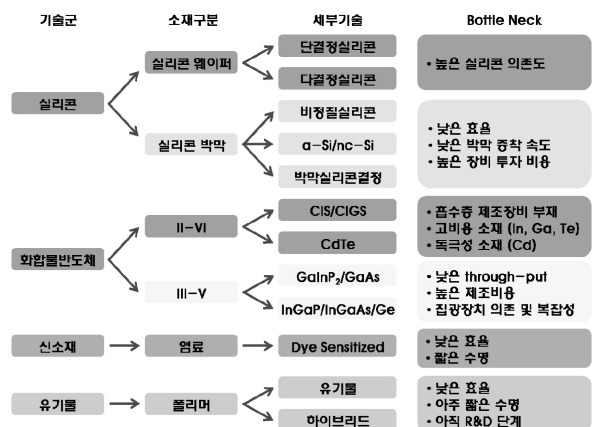 기술군 소재구분 세부기술 Bottle Neck
실리콘
실리콘 웨이퍼
단결정실리콘
다결정실리콘
• 높은 실리콘 의존도
실리콘 박막
비정질실리콘
α-Si/nc-Si
박막실리콘결정
• 낮은 효율
• 낮은 박막 증착 속도
• 높은 장비 투자 비용
화합물반도체
II-VI
CIS/CIGS
CdTe
• 흡수층 제조장비 부재
• 고비용 소재 (In, Ga, Te)
• 독극성 소재 (Cd)
III-V
GaInP₂/GaAs
InGaP/InGaAs/Ge
• 낮은 through-put
• 높은 제조비용
• 집광장치 의존 및 복잡성
신소재
염료
Dye Sensitized
• 낮은 효율
• 짧은 수명
유기물
폴리머
유기물
하이브리드
• 낮은 효율
• 아주 짧은 수명
• 아직 R&D 단계